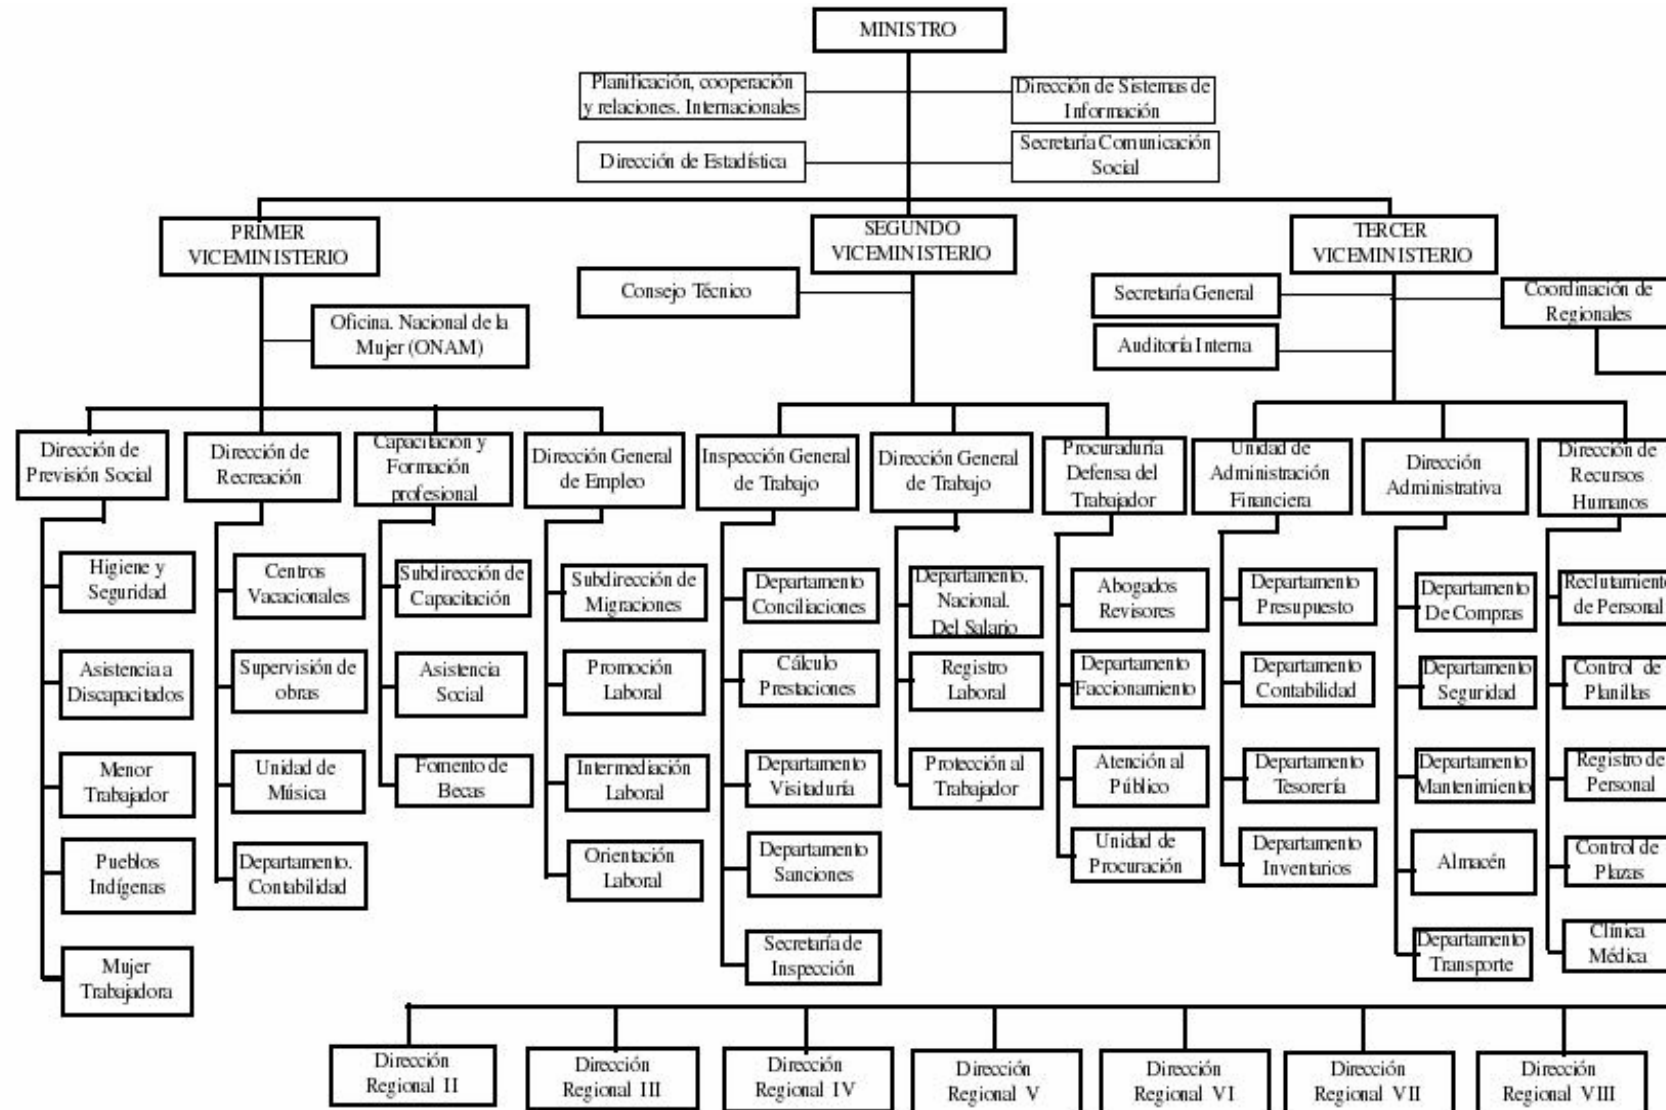 MINISTRO
Planificación, cooperación
y relaciones. Internacionales
Dirección de Sistemas de
Información
Dirección de Estadística
Secretaría Comunicación
Social
PRIMER
VICEMINISTERIO
SEGUNDO
VICEMINISTERIO
TERCER
VICEMINISTERIO
Consejo Técnico
Secretaría General
Coordinación de
Regionales
Oficina. Nacional de la
Mujer (ONAM)
Auditoría Interna
Dirección de
Previsión Social
Dirección de
Recreación
Capacitación y
Formación
profesional
Dirección General
de Empleo
Inspección General
de Trabajo
Dirección General
de Trabajo
Procuraduría
Defensa del
Trabajador
Unidad de
Administración
Financiera
Dirección
Administrativa
Dirección de
Recursos
Humanos
Higiene y
Seguridad
Asistencia a
Discapacitados
Menor
Trabajador
Pueblos
Indígenas
Mujer
Trabajadora
Centros
Vacacionales
Supervisión de
obras
Unidad de
Música
Departamento.
Contabilidad
Subdirección de
Capacitación
Asistencia
Social
Fomento de
Becas
Subdirección de
Migraciones
Promoción
Laboral
Intermediación
Laboral
Orientación
Laboral
Departamento
Conciliaciones
Cálculo
Prestaciones
Departamento
Visitaduría
Departamento
Sanciones
Secretaría de
Inspección
Departamento.
Nacional.
Del Salario
Registro
Laboral
Protección al
Trabajador
Abogados
Revisores
Departamento
Faccionamiento
Atención al
Público
Unidad de
Procuración
Departamento
Presupuesto
Departamento
Contabilidad
Departamento
Tesorería
Departamento
Inventarios
Departamento
De Compras
Departamento
Seguridad
Departamento
Mantenimiento
Almacén
Departamento
Transporte
Reclutamiento
de Personal
Control de
Planillas
Registro de
Personal
Control de
Plazas
Clínica
Médica
Dirección
Regional II
Dirección
Regional III
Dirección
Regional IV
Dirección
Regional V
Dirección
Regional VI
Dirección
Regional VII
Dirección
Regional VIII